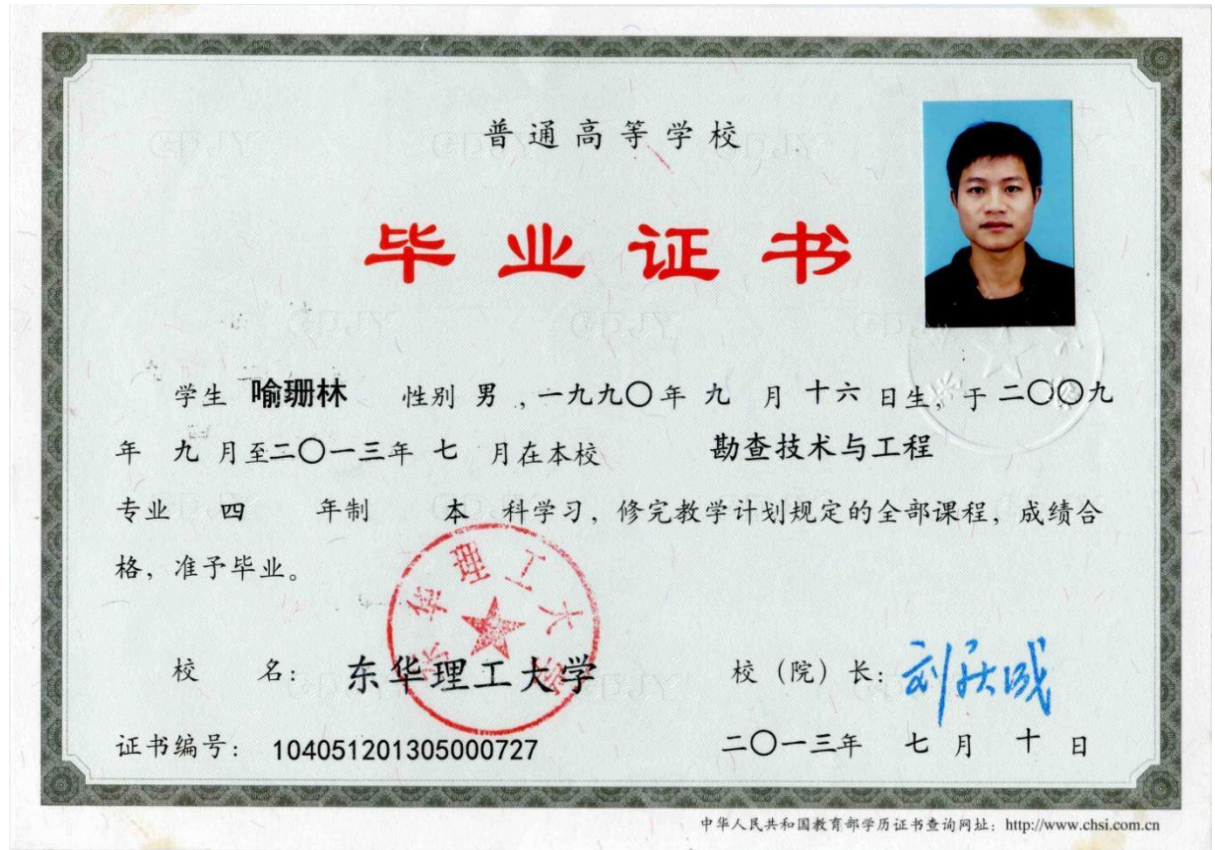 普通高等学校
毕业证书
学生 喻珊林 性别 男 ,一九九〇年 九 月 十六 日生,于 二〇〇九
年 九 月至二〇一三年 七 月在本校 勘查技术与工程
专业 四 年制 本 科学习,修完教学计划规定的全部课程,成绩合
格,准予毕业。
东华理工大学
校 名: 东华理工大学 校(院)长:
证书编号: 104051201305000727 二〇一三年 七 月 十 日
中华人民共和国教育部学历证书查询网址:http://www.chsi.com.cn